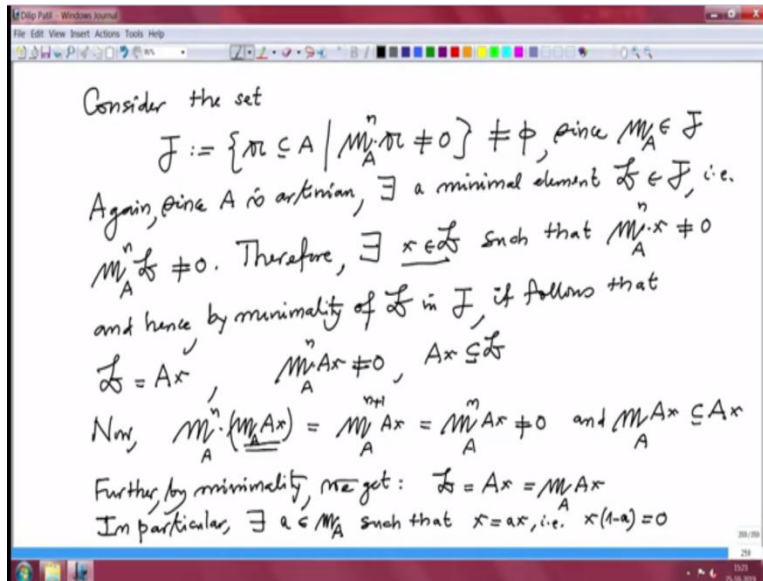 Dilip Patil - Windows Journal
File Edit View Insert Actions Tools Help
B I
Consider the set
F := {𝔞 ⊆ A | 𝔪_A^n·𝔞 ≠ 0} ≠ ϕ, since 𝔪_A ∈ F
Again, since A is artinian, ∃ a minimal element 𝔟 ∈ F, i.e.
𝔪_A^n 𝔟 ≠ 0. Therefore, ∃ x ∈ 𝔟 such that 𝔪_A^n·x ≠ 0
and hence, by minimality of 𝔟 in F, it follows that
𝔟 = Ax, 𝔪_A^n Ax ≠ 0, Ax ⊆ 𝔟
Now, 𝔪_A^n·(𝔪_A Ax) = 𝔪_A^{n+1} Ax = 𝔪_A^n Ax ≠ 0 and 𝔪_A Ax ⊆ Ax
Further, by minimality, we get: 𝔟 = Ax = 𝔪_A Ax
In particular, ∃ a ∈ 𝔪_A such that x = ax, i.e. x(1-a) = 0
250